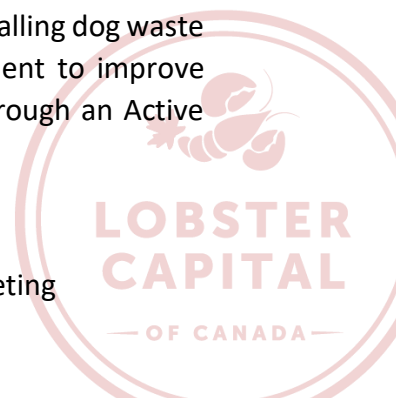 alling dog waste
ent to improve
rough an Active
LOBSTER
CAPITAL
eting
OF CANADA